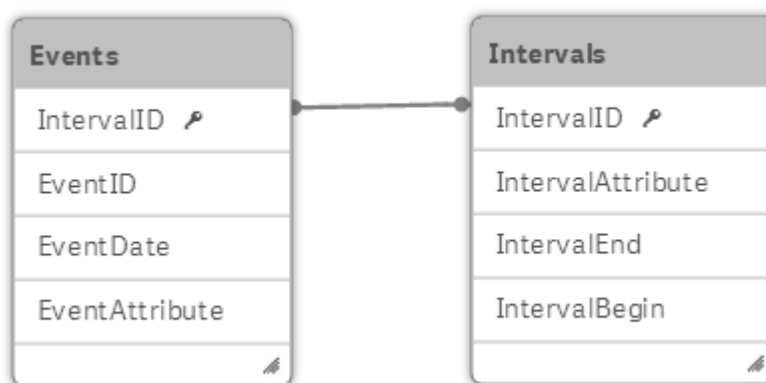 Events
IntervalID
EventID
EventDate
EventAttribute
Intervals
IntervalID
IntervalAttribute
IntervalEnd
IntervalBegin